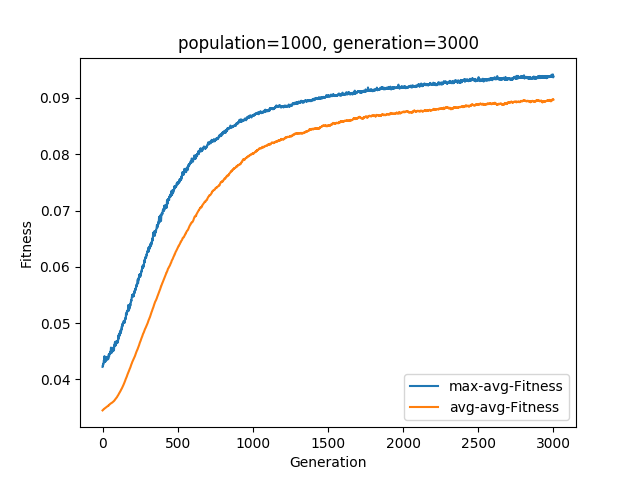 population=1000, generation=3000
Fitness
0.09
0.08
0.07
0.06
0.05
0.04
0
500
1000
1500
2000
2500
3000
Generation
max-avg-Fitness
avg-avg-Fitness